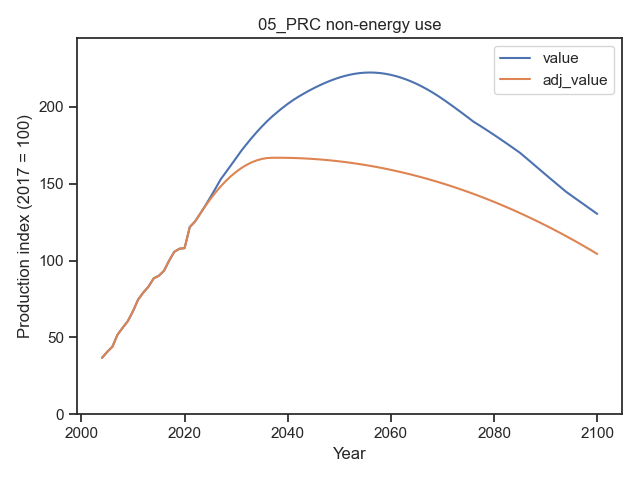 05_PRC non-energy use
value
adj_value
Production index (2017 = 100)
200
150
100
50
0
2000 2020 2040 2060 2080 2100
Year